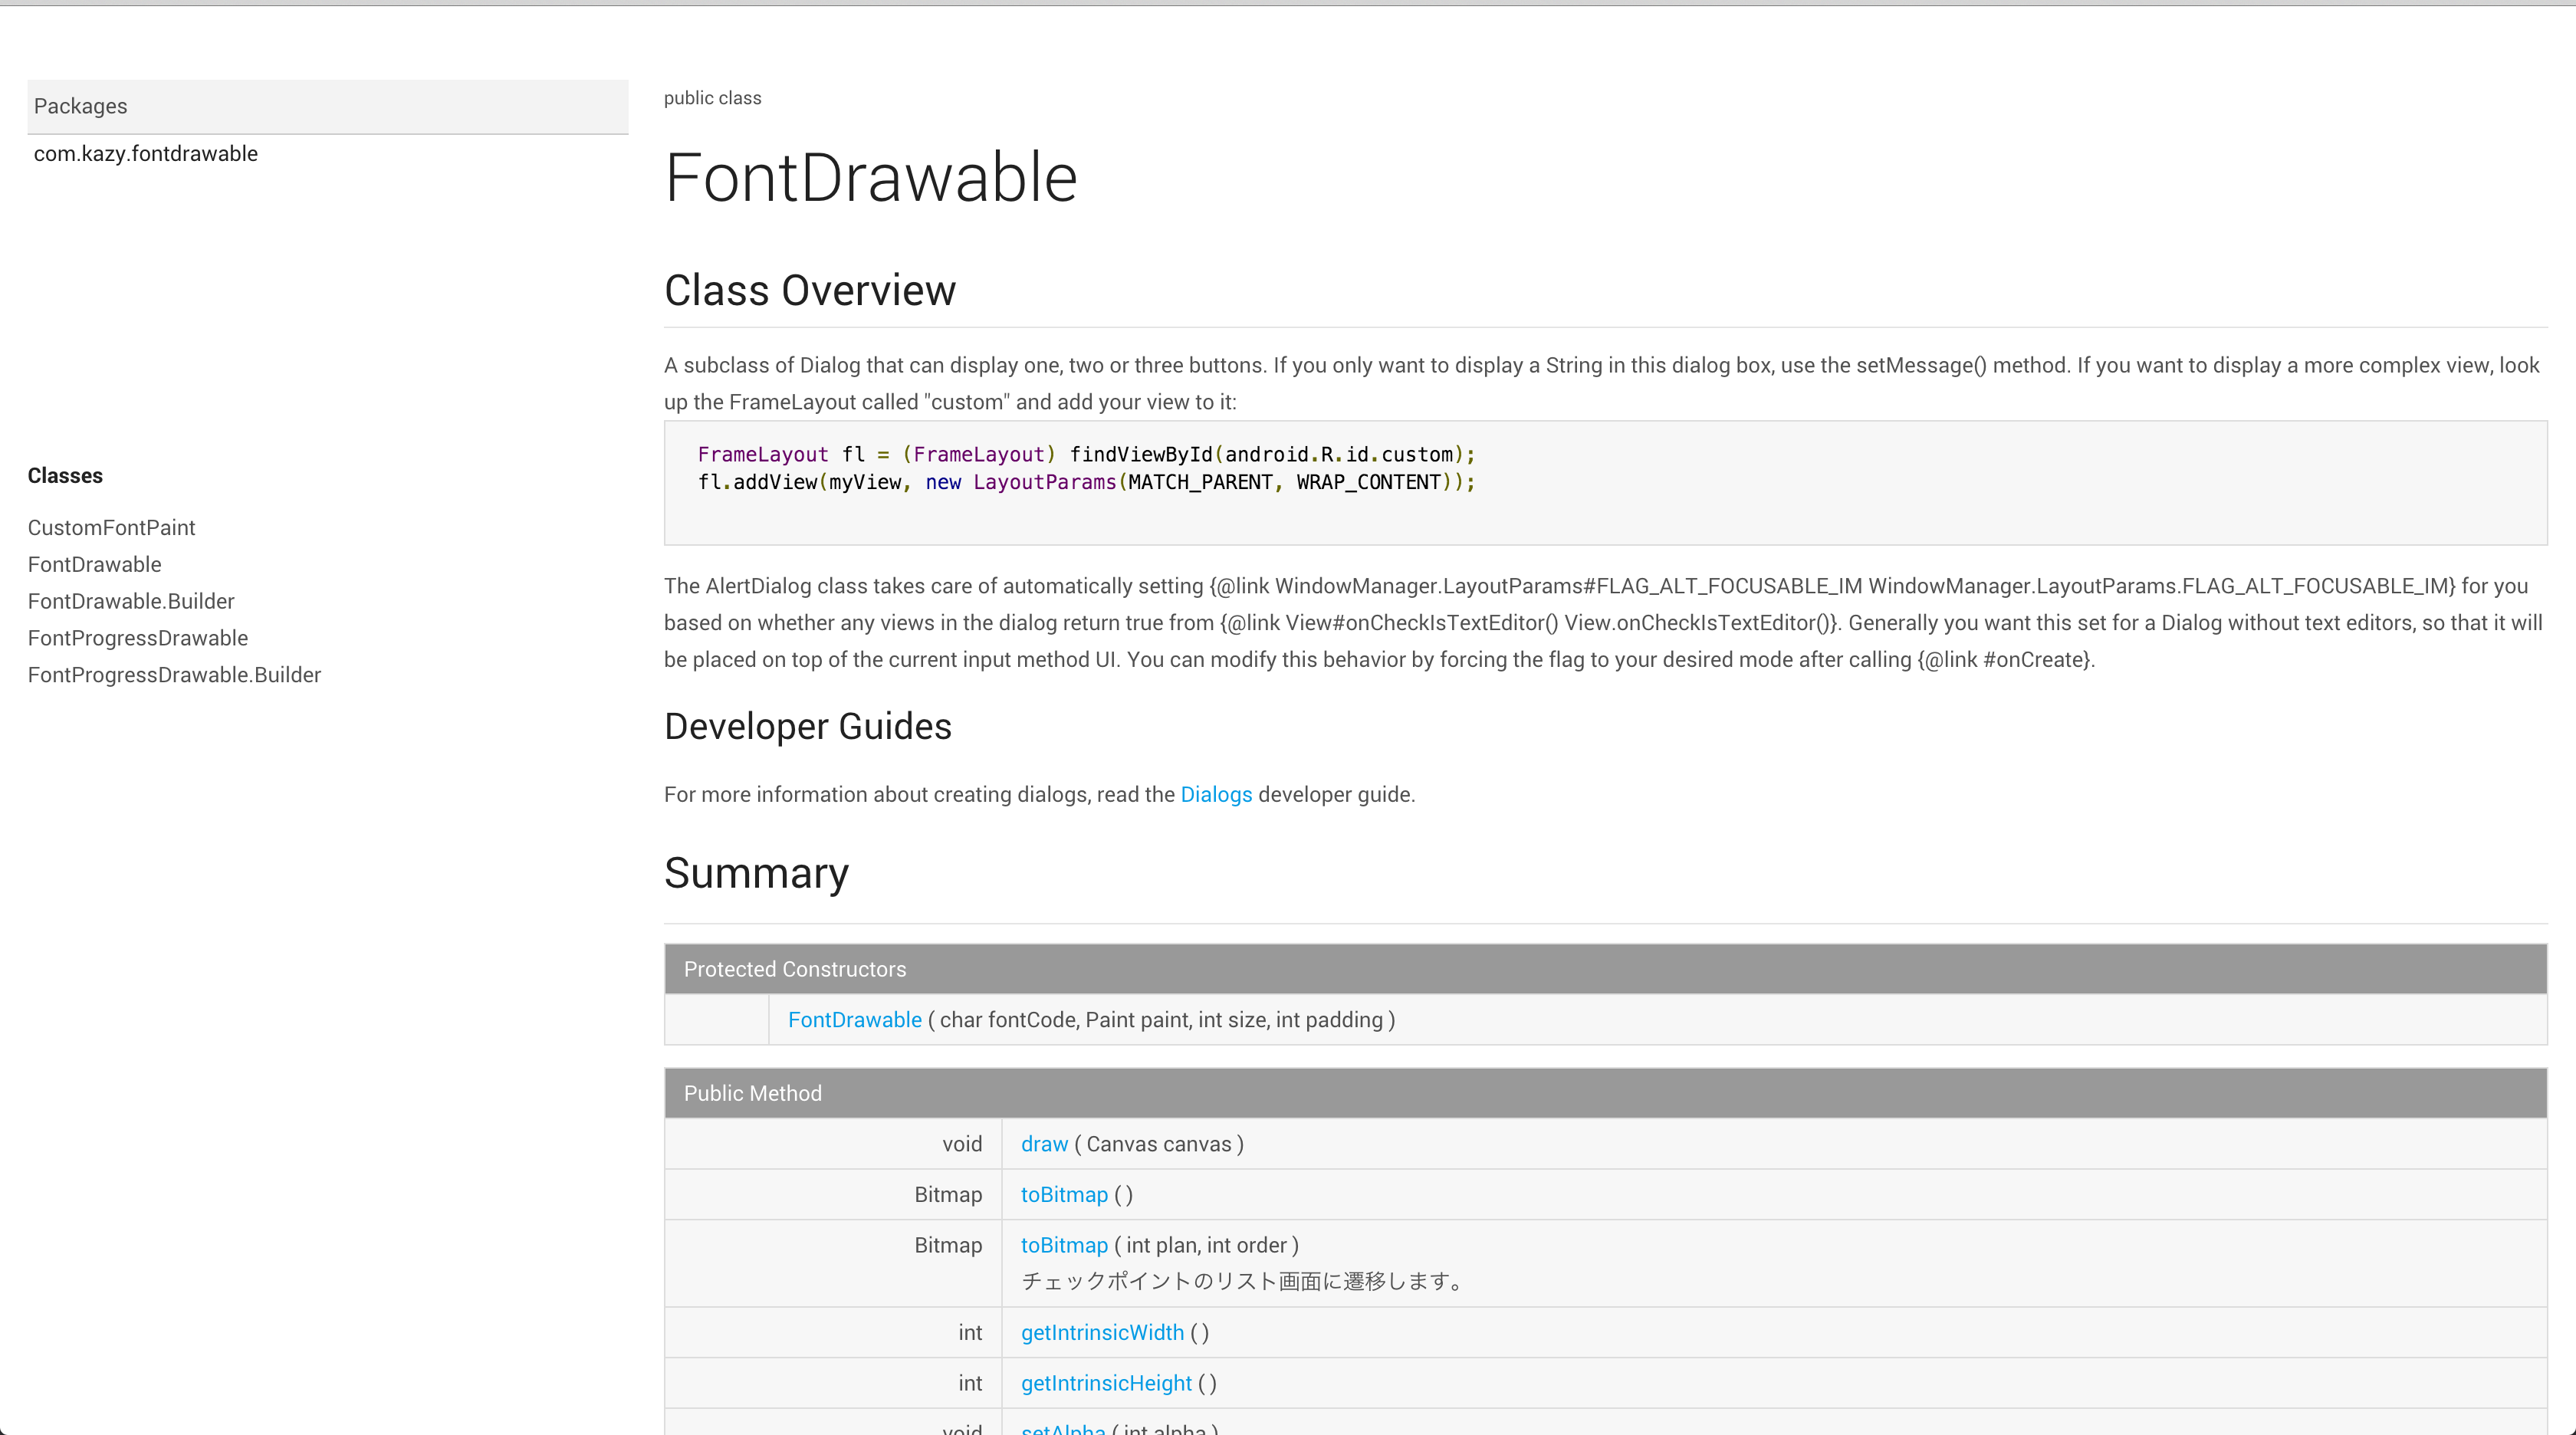 Packages
com.kazy.fontdrawable
Classes
CustomFontPaint
FontDrawable
FontDrawable.Builder
FontProgressDrawable
FontProgressDrawable.Builder
public class
FontDrawable
Class Overview
A subclass of Dialog that can display one, two or three buttons. If you only want to display a String in this dialog box, use the setMessage() method. If you want to display a more complex view, look
up the FrameLayout called "custom" and add your view to it:
FrameLayout fl = (FrameLayout) findViewById(android.R.id.custom);
fl.addView(myView, new LayoutParams(MATCH_PARENT, WRAP_CONTENT));
The AlertDialog class takes care of automatically setting {@link WindowManager.LayoutParams#FLAG_ALT_FOCUSABLE_IM WindowManager.LayoutParams.FLAG_ALT_FOCUSABLE_IM} for you
based on whether any views in the dialog return true from {@link View#onCheckIsTextEditor() View.onCheckIsTextEditor()}. Generally you want this set for a Dialog without text editors, so that it will
be placed on top of the current input method UI. You can modify this behavior by forcing the flag to your desired mode after calling {@link #onCreate}.
Developer Guides
For more information about creating dialogs, read the Dialogs developer guide.
Summary
Protected Constructors
FontDrawable ( char fontCode, Paint paint, int size, int padding )
Public Method
void draw ( Canvas canvas )
Bitmap toBitmap ( )
Bitmap toBitmap ( int plan, int order )
チェックポイントのリスト画面に遷移します。
int getIntrinsicWidth ( )
int getIntrinsicHeight ( )
void setAlpha ( int alpha )